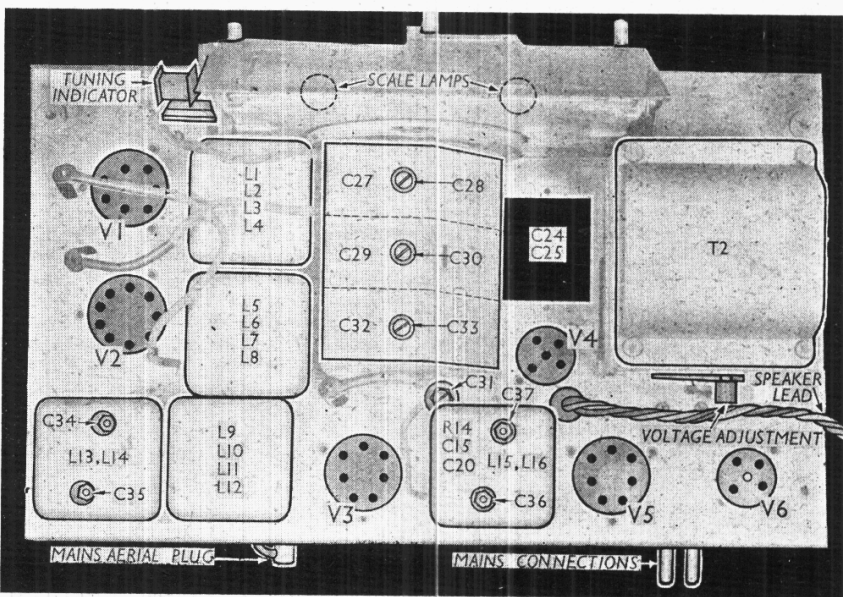 TUNING
INDICATOR
SCALE LAMPS
V1
L1
L2
L3
L4
C27
C28
C29
C30
C32
C33
C24
C25
T2
V2
L5
L6
L7
L8
V4
C31
C37
SPEAKER
LEAD
VOLTAGE ADJUSTMENT
C34
L13,L14
C35
L9
L10
L11
L12
V3
R14
C15
C20
L15,L16
C36
V5
V6
MAINS AERIAL PLUG
MAINS CONNECTIONS